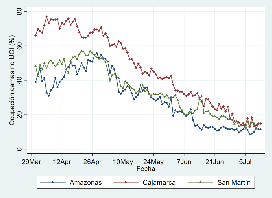 Ocupación camas UCI (%)
80
60
40
20
0
29Mar 12Apr 26Apr 10May 24May 7Jun 21Jun 5Jul
Fecha
Amazonas Cajamarca San Martín